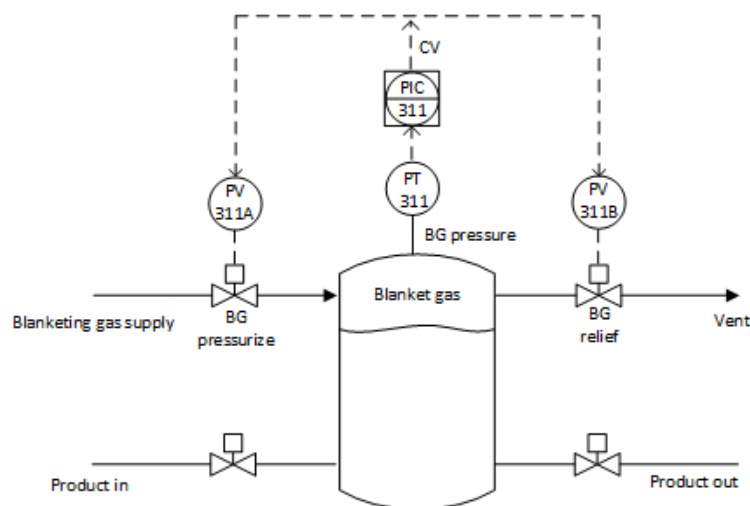 CV
PIC
311
PT
311
PV
311A
PV
311B
BG pressure
Blanket gas
Blanketing gas supply
BG
pressurize
BG
relief
Vent
Product in
Product out